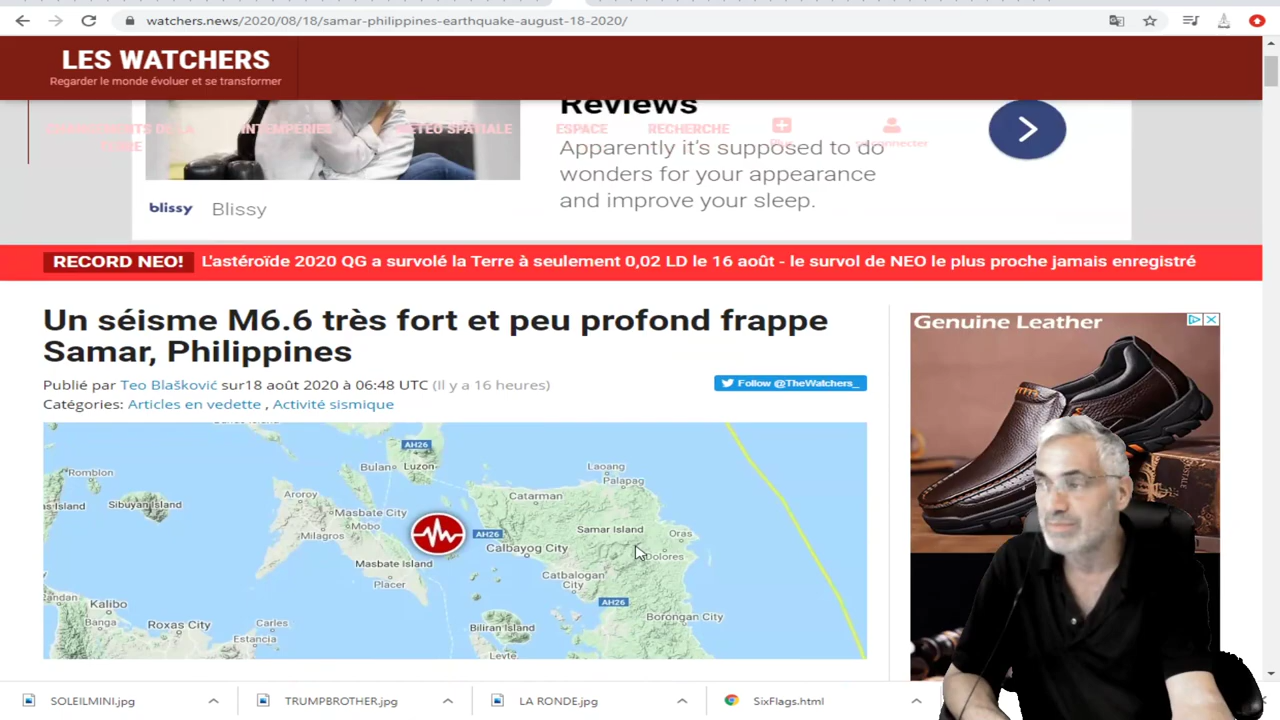 watchers.news/2020/08/18/samar-philippines-earthquake-august-18-2020/
LES WATCHERS
Regarder le monde évoluer et se transformer
INTEMPÉRIES
MÉTÉO SPATIALE
ESPACE
RECHERCHE
Reviews
Apparently it's supposed to do
wonders for your appearance
and improve your sleep.
blissy Blissy
RECORD NEO! L'astéroïde 2020 QG a survolé la Terre à seulement 0,02 LD le 16 août - le survol de NEO le plus proche jamais enregistré
Un séisme M6.6 très fort et peu profond frappe
Samar, Philippines
Publié par Teo Blašković sur18 août 2020 à 06:48 UTC (Il y a 16 heures)
Follow @TheWatchers_
Catégories: Articles en vedette , Activité sismique
Genuine Leather
AH26
Bulan
Luzon
Laoang
Palapag
Romblon
Sibuyan Island
Aroroy
Catarman
Masbate City
Mobo
Milagros
Samar Island
Oras
AH26
Calbayog City
Dolores
Masbate Island
Placer
Catbalogan
City
AH26
Kalibo
Banga
Roxas City
Carles
Estancia
Biliran Island
Borongan City
Leyte
SOLEILMINI.jpg
TRUMPBROTHER.jpg
LA RONDE.jpg
SixFlags.html